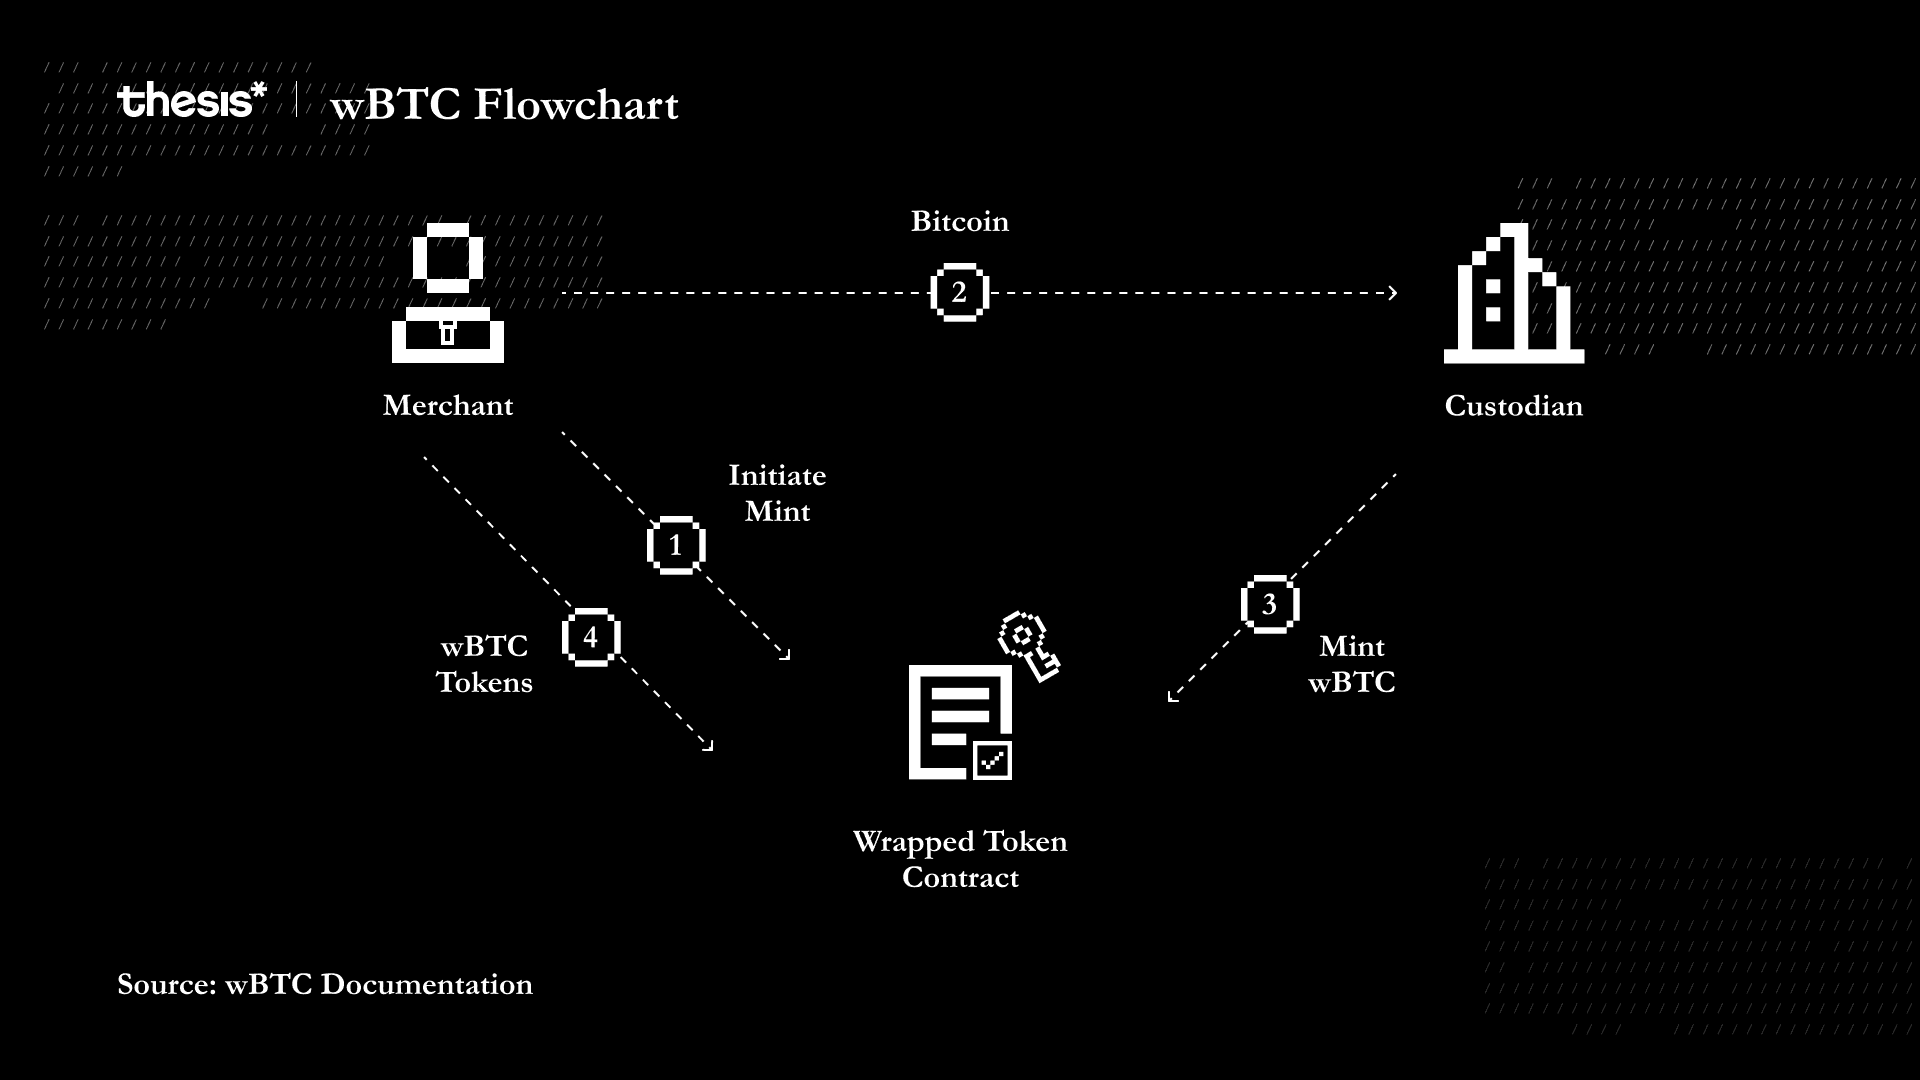 thesis*
wBTC Flowchart
Bitcoin
2
Merchant
Custodian
Initiate
Mint
1
3
4
wBTC
Tokens
Mint
wBTC
Wrapped Token
Contract
Source: wBTC Documentation